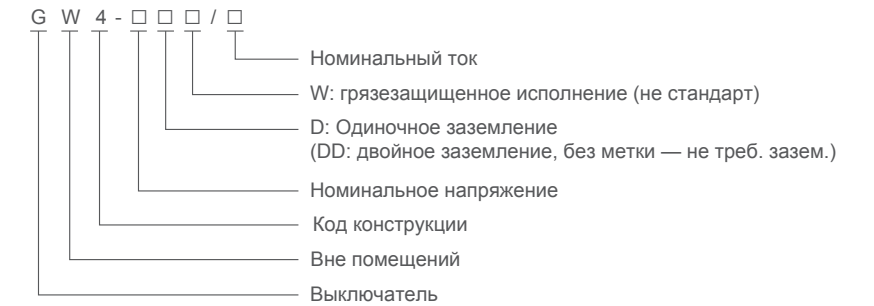 G W 4 - □ □ □ / □
Номинальный ток
W: грязезащищенное исполнение (не стандарт)
D: Одиночное заземление
(DD: двойное заземление, без метки — не треб. зазем.)
Номинальное напряжение
Код конструкции
Вне помещений
Выключатель